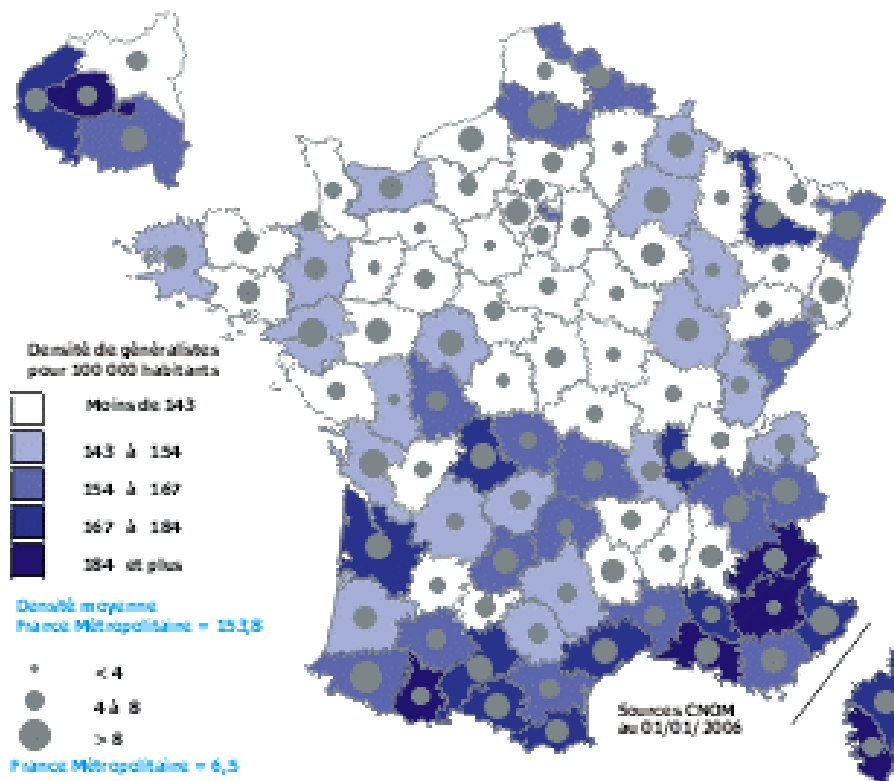 Densité de généralistes
pour 100 000 habitants
Moins de 143
143 à 154
154 à 167
167 à 184
184 et plus
Densité moyenne
France Métropolitaine = 153,8
< 4
4 à 8
> 8
France Métropolitaine = 6,5
Sources CNOM
au 01/01/2006